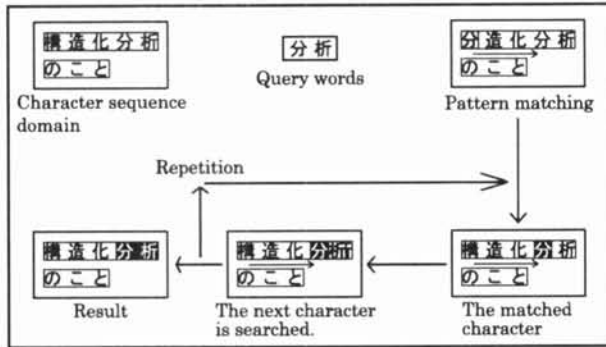 構造化分析
のこと
Character sequence
domain
分析
Query words
分造化分析
のこと
Pattern matching
Repetition
構造化分析
のこと
Result
構造化分析
のこと
The next character
is searched.
構造化分析
のこと
The matched
character